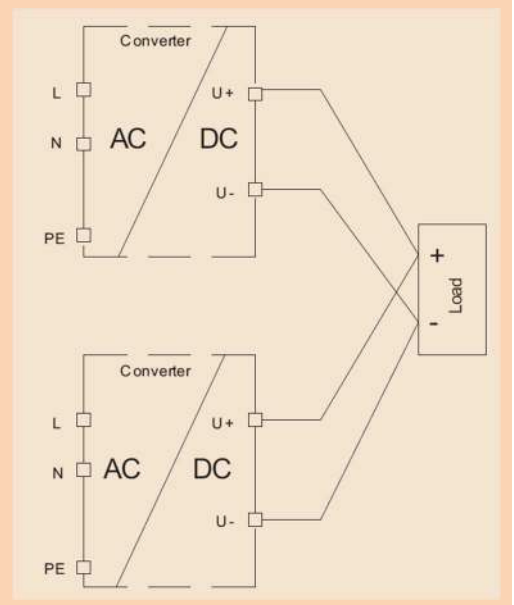 Converter
L
U+
N
AC
DC
U-
PE
+
Load
-
Converter
L
U+
N
AC
DC
U-
PE